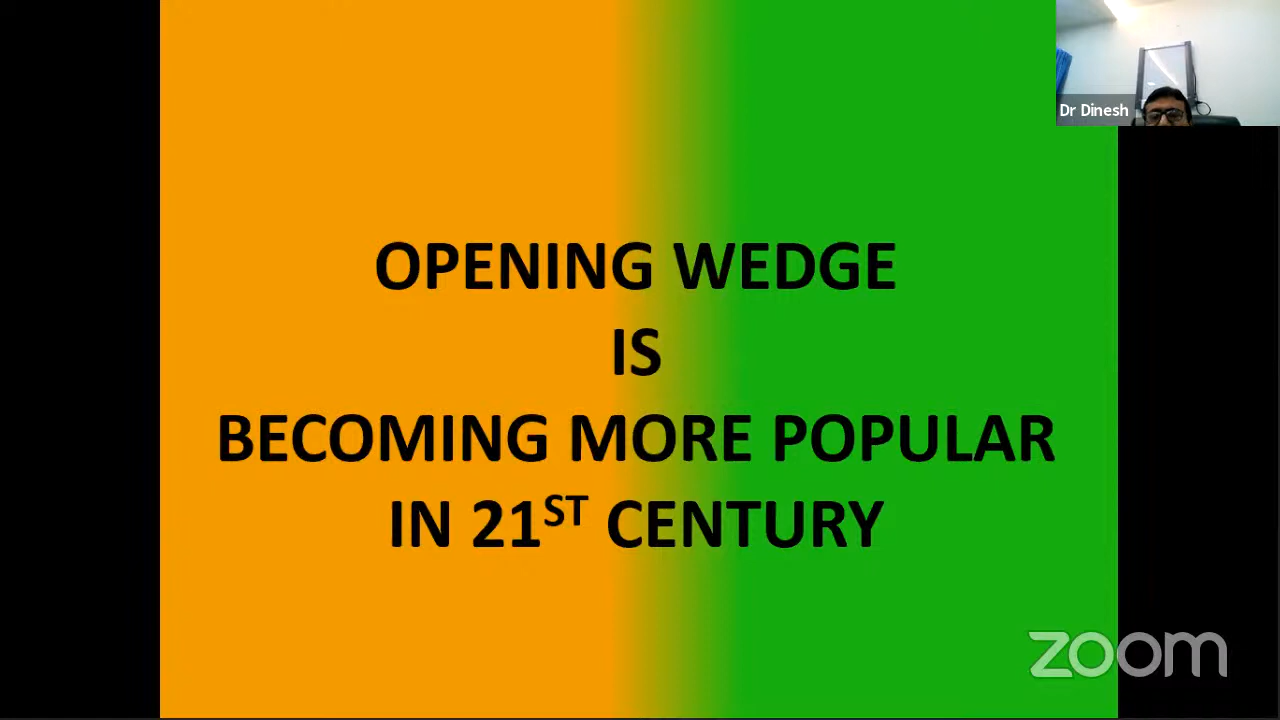 Dr Dinesh
OPENING WEDGE
IS
BECOMING MORE POPULAR
IN 21ST CENTURY
zoom